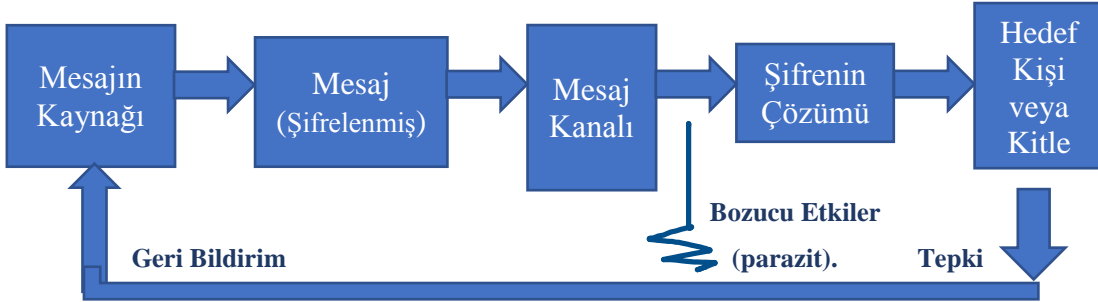 Mesajın
Kaynağı
Mesaj
(Şifrelenmiş)
Mesaj
Kanalı
Şifrenin
Çözümü
Hedef
Kişi
veya
Kitle
Bozucu Etkiler
(parazit).
Geri Bildirim
Tepki